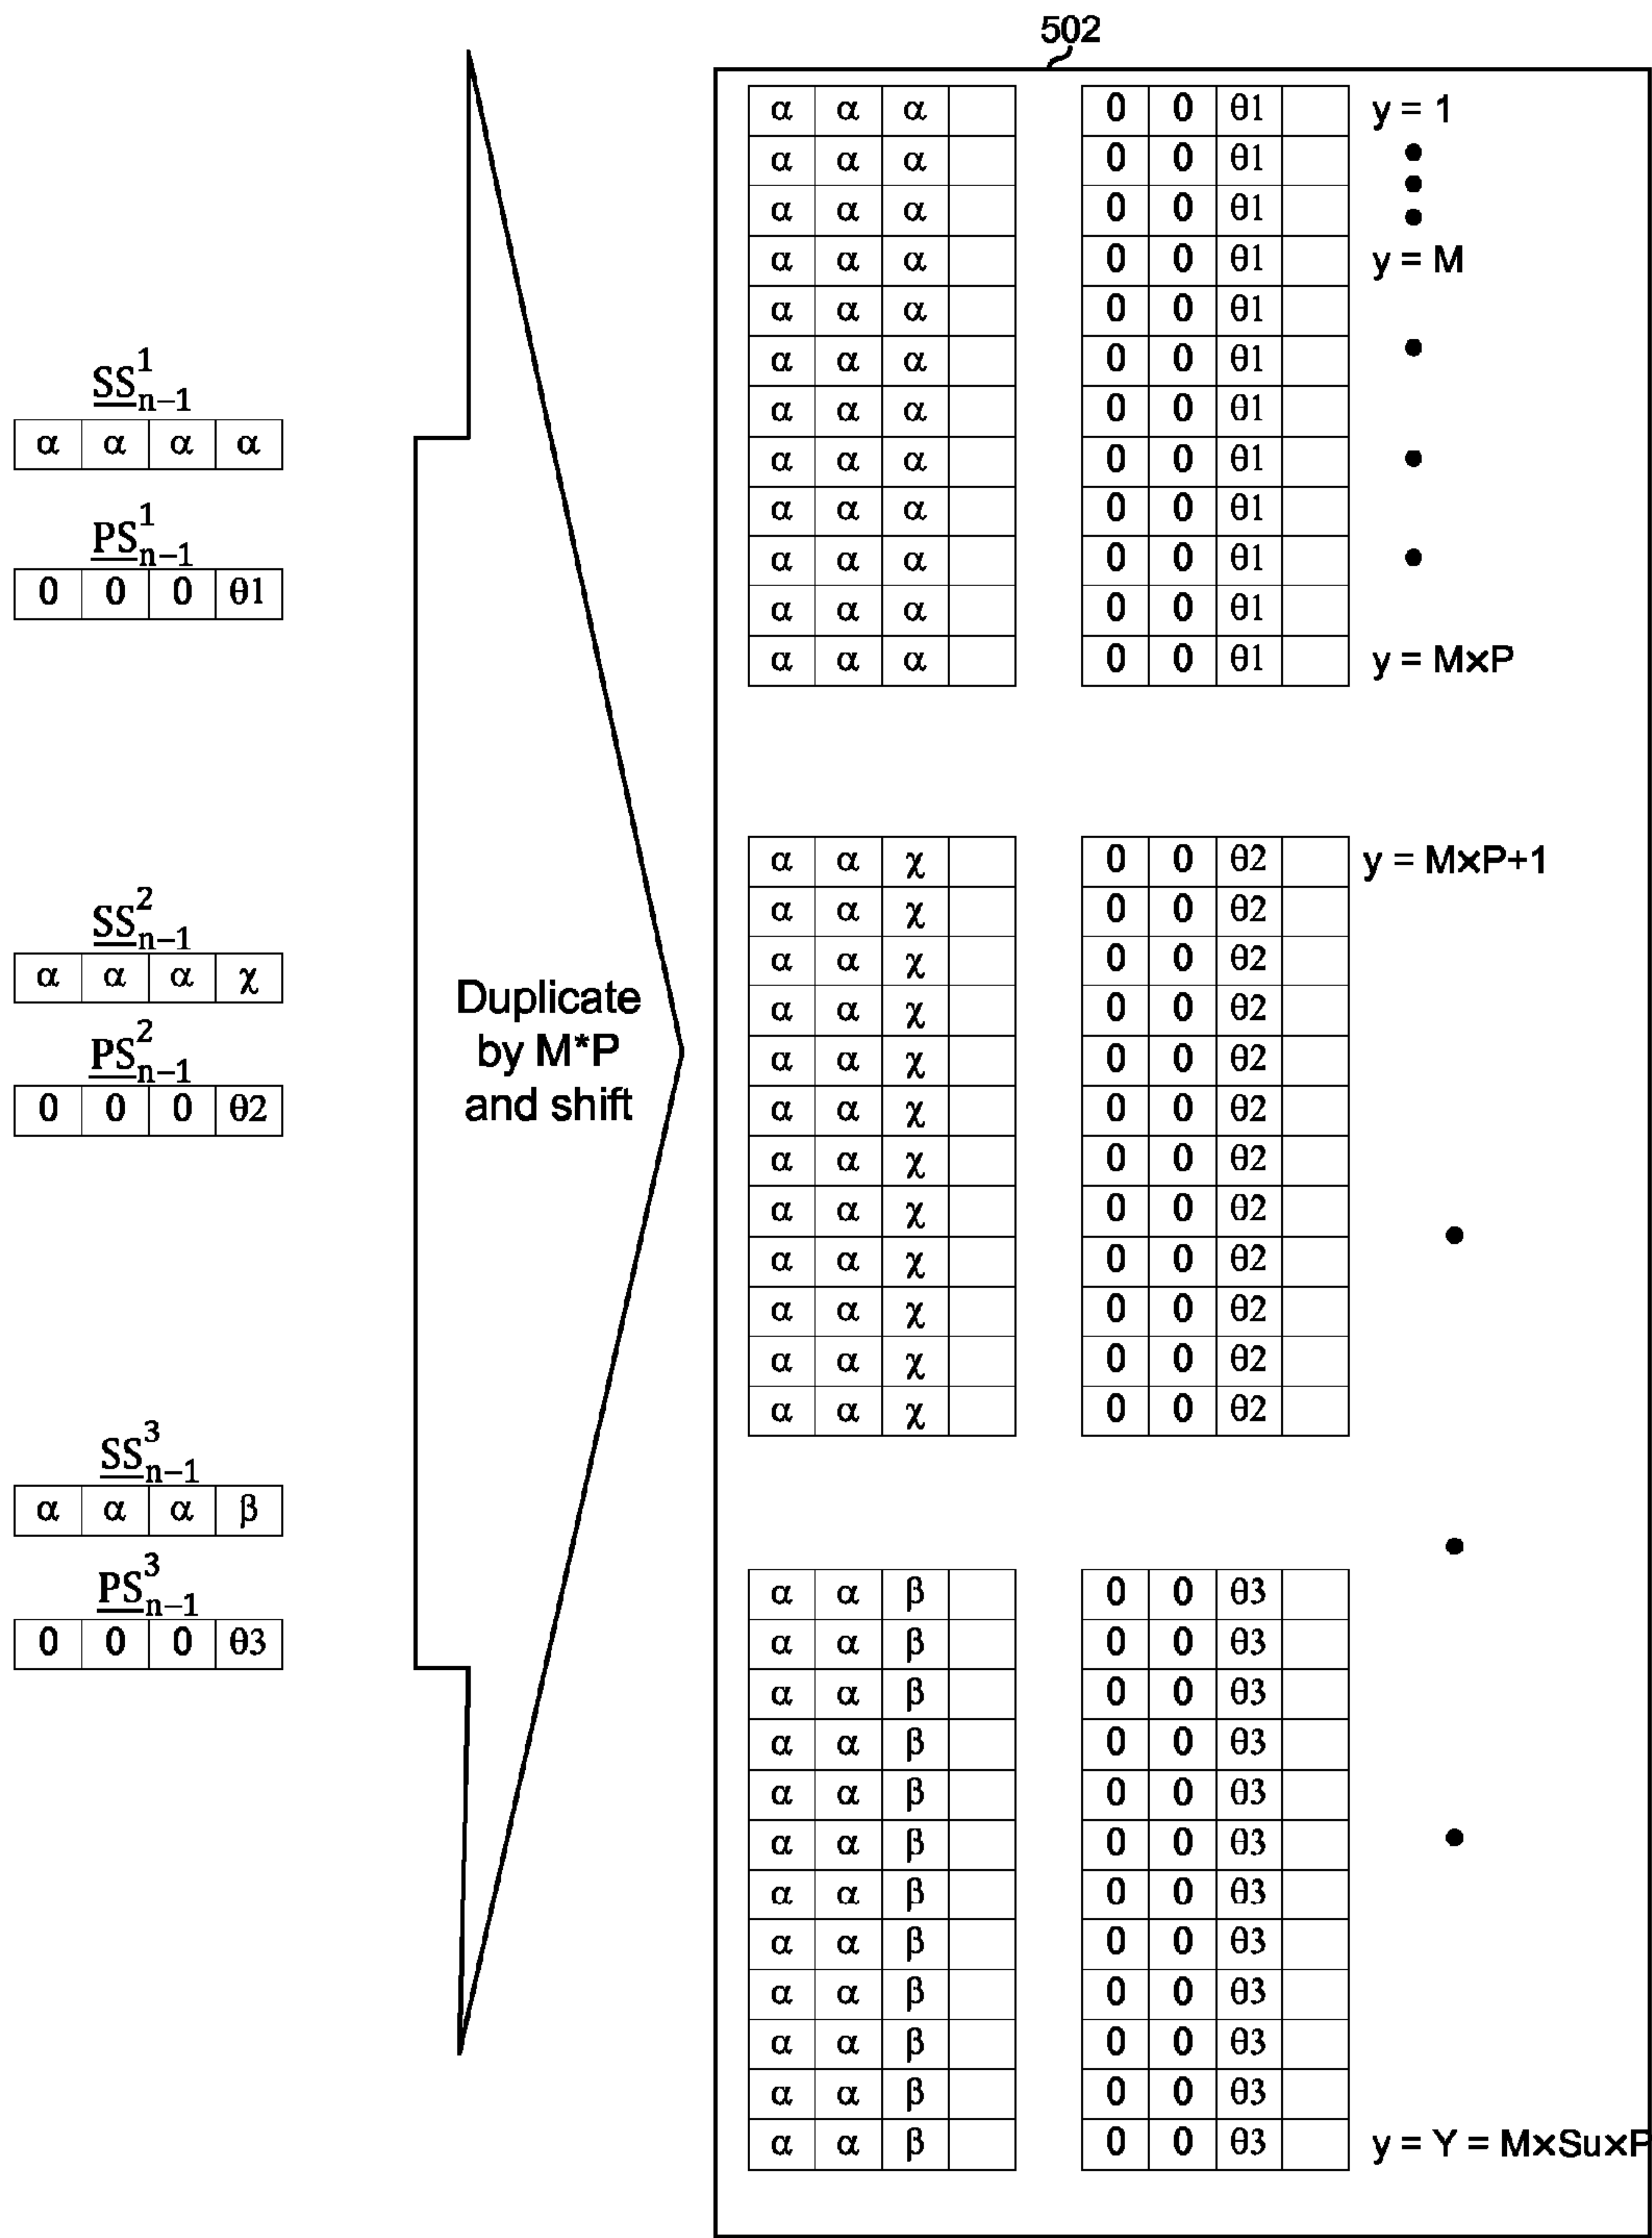 502
α α α 0 0 θ1 y = 1
α α α 0 0 θ1
α α α 0 0 θ1
α α α 0 0 θ1 y = M
α α α 0 0 θ1
α α α 0 0 θ1
α α α 0 0 θ1
α α α 0 0 θ1
α α α 0 0 θ1
α α α 0 0 θ1
α α α 0 0 θ1
α α α 0 0 θ1 y = M×P
SS¹n−1
α α α α
PS¹n−1
0 0 0 θ1
SS²n−1
α α α χ
PS²n−1
0 0 0 θ2
SS³n−1
α α α β
PS³n−1
0 0 0 θ3
Duplicate
by M*P
and shift
α α χ 0 0 θ2 y = M×P+1
α α χ 0 0 θ2
α α χ 0 0 θ2
α α χ 0 0 θ2
α α χ 0 0 θ2
α α χ 0 0 θ2
α α χ 0 0 θ2
α α χ 0 0 θ2
α α χ 0 0 θ2
α α χ 0 0 θ2
α α χ 0 0 θ2
α α χ 0 0 θ2
α α β 0 0 θ3
α α β 0 0 θ3
α α β 0 0 θ3
α α β 0 0 θ3
α α β 0 0 θ3
α α β 0 0 θ3
α α β 0 0 θ3
α α β 0 0 θ3
α α β 0 0 θ3
α α β 0 0 θ3
α α β 0 0 θ3
α α β 0 0 θ3 y = Y = M×Su×P